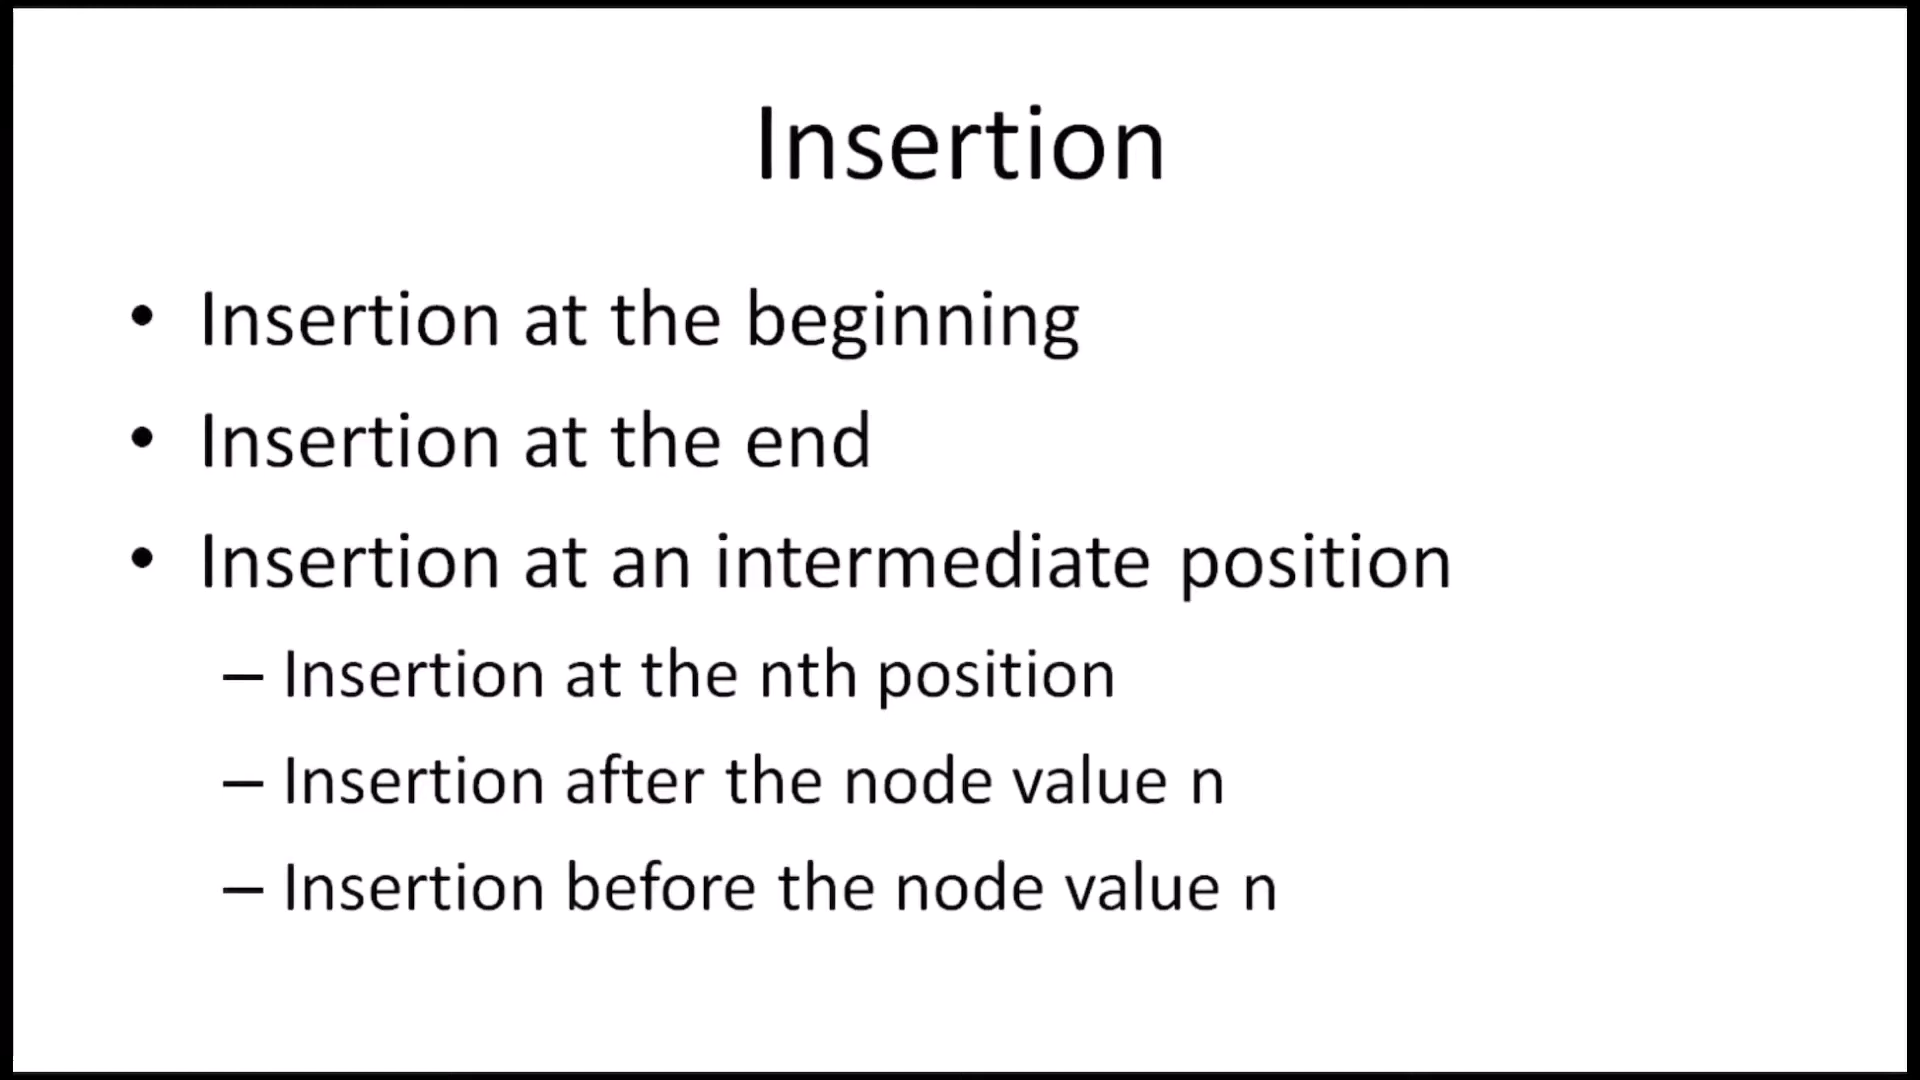 Insertion
• Insertion at the beginning
• Insertion at the end
• Insertion at an intermediate position
– Insertion at the nth position
– Insertion after the node value n
– Insertion before the node value n